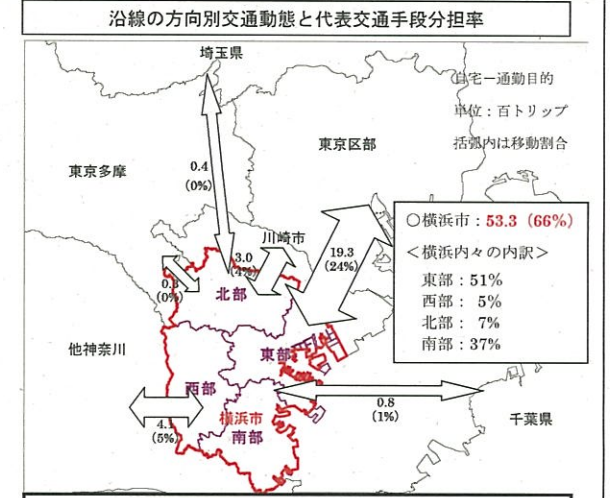 沿線の方向別交通動態と代表交通手段分担率
埼玉県
自宅ー通勤目的
単位：百トリップ
括弧内は移動割合
東京区部
東京多摩
0.4
(0%)
川崎市
3.0
(4%)
19.3
(24%)
0.3
(0%)
北部
○横浜市：53.3（66%）
＜横浜内々の内訳＞
東部：51%
西部： 5%
北部： 7%
南部：37%
他神奈川
東部
西部
横浜市
南部
4.1
(5%)
0.8
(1%)
千葉県